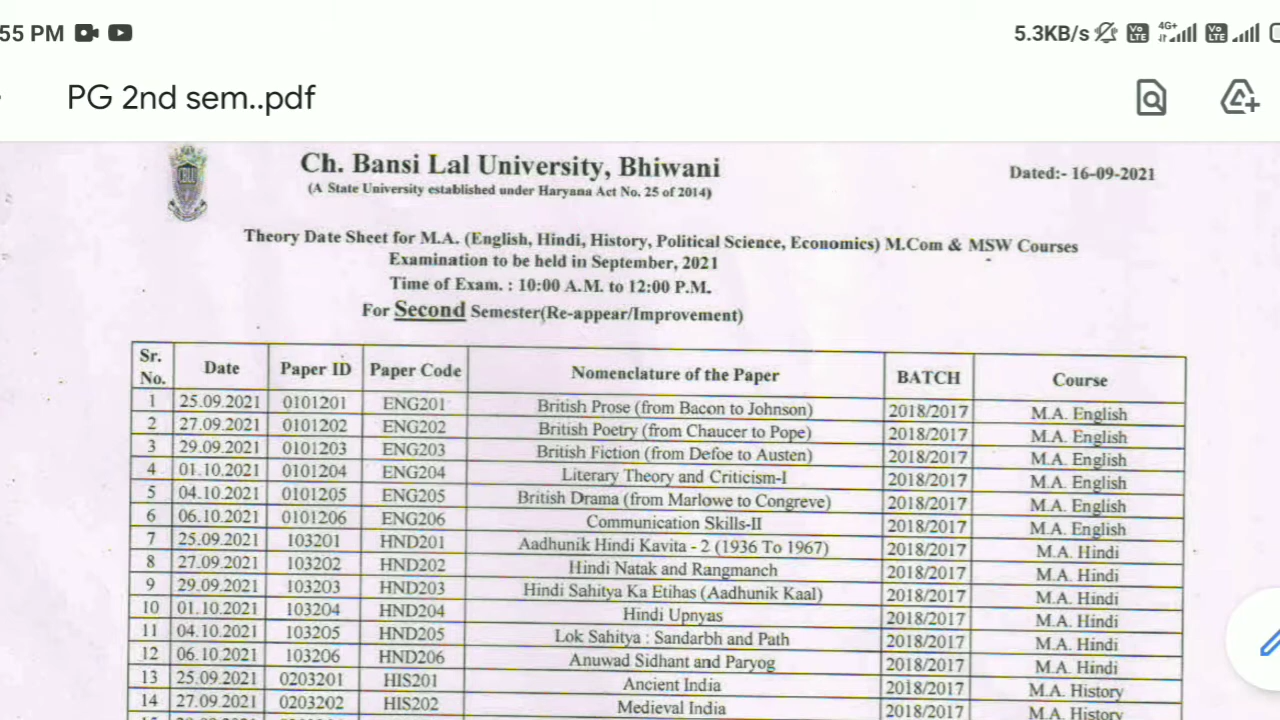 55 PM 5.3KB/s Vo LTE 4G+ Vo LTE
PG 2nd sem..pdf
Ch. Bansi Lal University, Bhiwani
Dated:- 16-09-2021
(A State University established under Haryana Act No. 25 of 2014)
Theory Date Sheet for M.A. (English, Hindi, History, Political Science, Economics) M.Com & MSW Courses
Examination to be held in September, 2021
Time of Exam. : 10:00 A.M. to 12:00 P.M.
For Second Semester(Re-appear/Improvement)
Sr. No. Date Paper ID Paper Code Nomenclature of the Paper BATCH Course
1 25.09.2021 0101201 ENG201 British Prose (from Bacon to Johnson) 2018/2017 M.A. English
2 27.09.2021 0101202 ENG202 British Poetry (from Chaucer to Pope) 2018/2017 M.A. English
3 29.09.2021 0101203 ENG203 British Fiction (from Defoe to Austen) 2018/2017 M.A. English
4 01.10.2021 0101204 ENG204 Literary Theory and Criticism-I 2018/2017 M.A. English
5 04.10.2021 0101205 ENG205 British Drama (from Marlowe to Congreve) 2018/2017 M.A. English
6 06.10.2021 0101206 ENG206 Communication Skills-II 2018/2017 M.A. English
7 25.09.2021 103201 HND201 Aadhunik Hindi Kavita - 2 (1936 To 1967) 2018/2017 M.A. Hindi
8 27.09.2021 103202 HND202 Hindi Natak and Rangmanch 2018/2017 M.A. Hindi
9 29.09.2021 103203 HND203 Hindi Sahitya Ka Etihas (Aadhunik Kaal) 2018/2017 M.A. Hindi
10 01.10.2021 103204 HND204 Hindi Upnyas 2018/2017 M.A. Hindi
11 04.10.2021 103205 HND205 Lok Sahitya : Sandarbh and Path 2018/2017 M.A. Hindi
12 06.10.2021 103206 HND206 Anuwad Sidhant and Paryog 2018/2017 M.A. Hindi
13 25.09.2021 0203201 HIS201 Ancient India 2018/2017 M.A. History
14 27.09.2021 0203202 HIS202 Medieval India 2018/2017 M.A. History